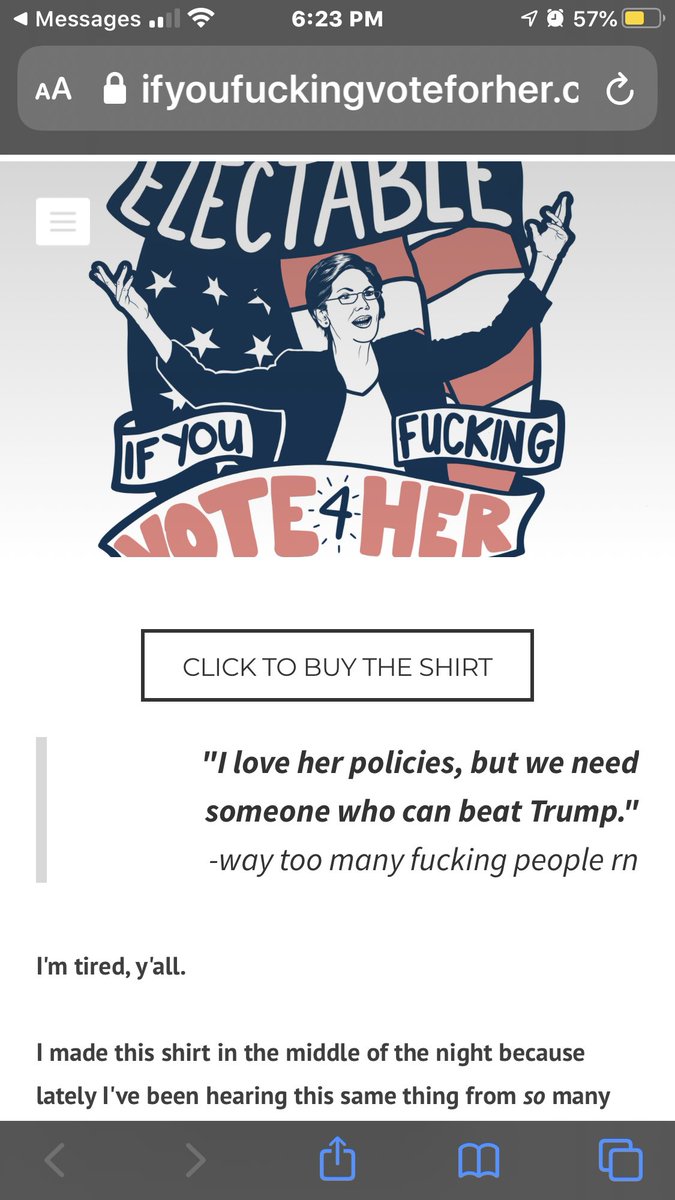 Messages 6:23 PM 57%
AA ifyoufuckingvoteforher.c
ELECTABLE
IF YOU FUCKING
VOTE 4 HER
CLICK TO BUY THE SHIRT
"I love her policies, but we need
someone who can beat Trump."
-way too many fucking people rn
I'm tired, y'all.
I made this shirt in the middle of the night because
lately I've been hearing this same thing from so many